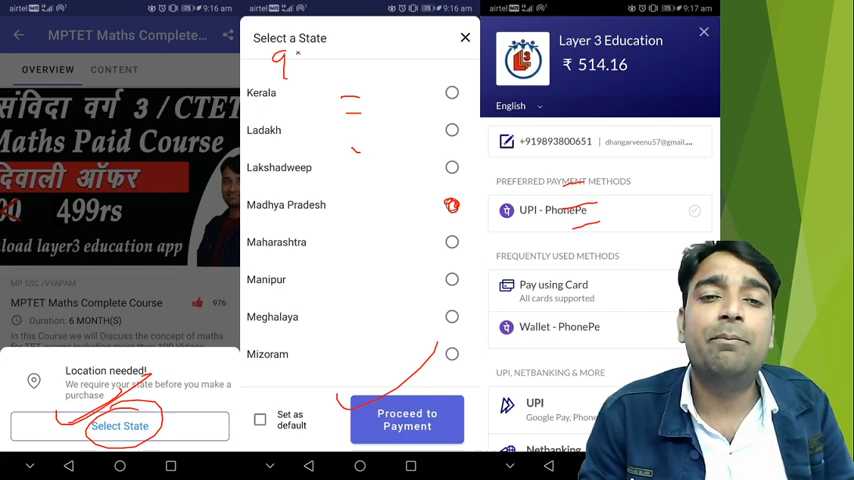 airtel 9:16 am
MPTET Maths Complete...
OVERVIEW CONTENT
संविदा वर्ग 3 / CTET
Maths Paid Course
दिवाली ऑफर
499rs
load layer3 education app
MP SSC /VYAPAM
MPTET Maths Complete Course 976
Duration: 6 MONTH(S)
In this Course we will Discuss the concept of maths
Location needed!
We require your state before you make a
purchase
Select State
airtel 9:16 am
Select a State
9
Kerala
Ladakh
Lakshadweep
Madhya Pradesh
Maharashtra
Manipur
Meghalaya
Mizoram
Set as
default
Proceed to
Payment
airtel 9:17 am
Layer 3 Education
₹ 514.16
English
+919893800651 dhangarveenu57@gmail....
PREFERRED PAYMENT METHODS
UPI - PhonePe
FREQUENTLY USED METHODS
Pay using Card
All cards supported
Wallet - PhonePe
UPI, NETBANKING & MORE
UPI
Google Pay, PhonePe
Netbanking